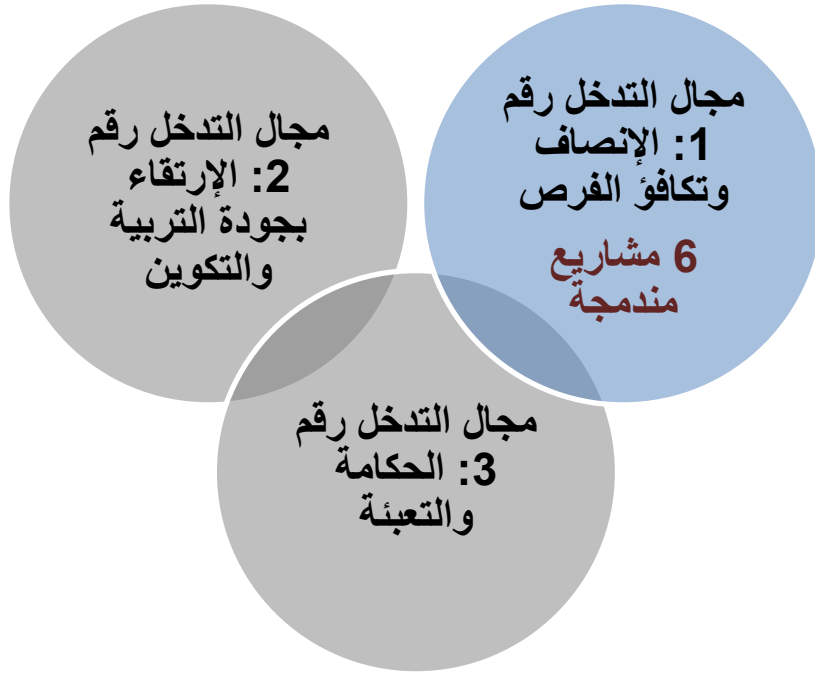 مجال التدخل رقم
1: الإنصاف
وتكافؤ الفرص
6 مشاريع
مندمجة
مجال التدخل رقم
2: الإرتقاء
بجودة التربية
والتكوين
مجال التدخل رقم
3: الحكامة
والتعبئة